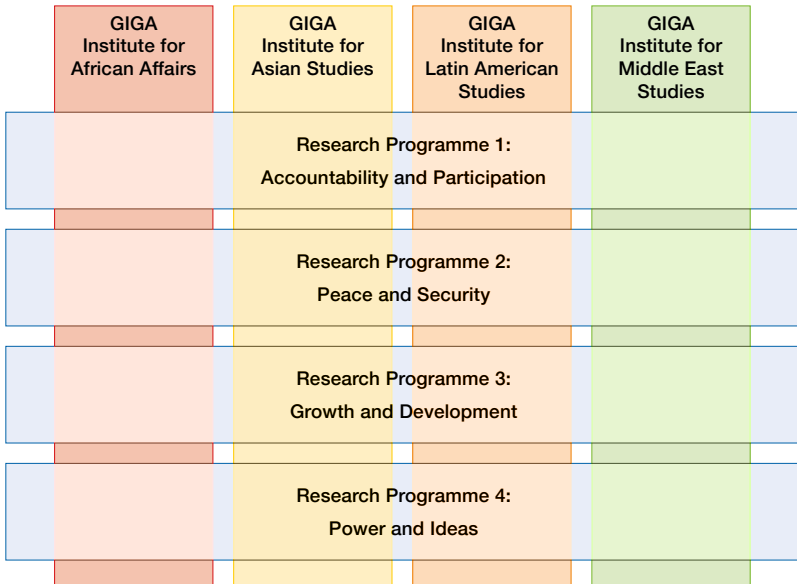 GIGA
Institute for
African Affairs
GIGA
Institute for
Asian Studies
GIGA
Institute for
Latin American
Studies
GIGA
Institute for
Middle East
Studies
Research Programme 1:
Accountability and Participation
Research Programme 2:
Peace and Security
Research Programme 3:
Growth and Development
Research Programme 4:
Power and Ideas